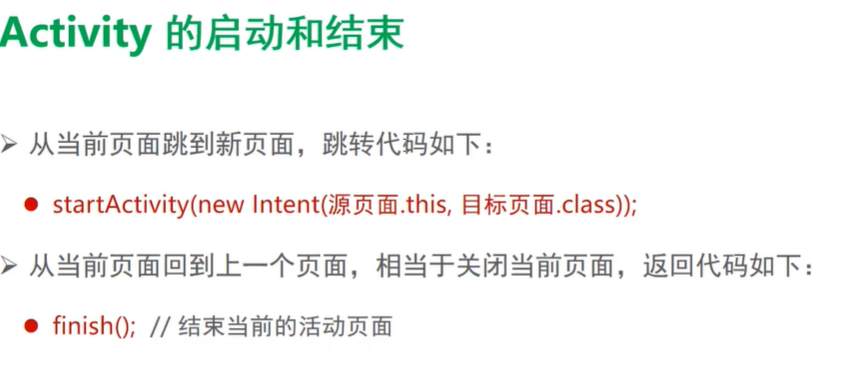 Activity 的启动和结束
从当前页面跳到新页面，跳转代码如下：
startActivity(new Intent(源页面.this, 目标页面.class));
从当前页面回到上一个页面，相当于关闭当前页面，返回代码如下：
finish(); // 结束当前的活动页面